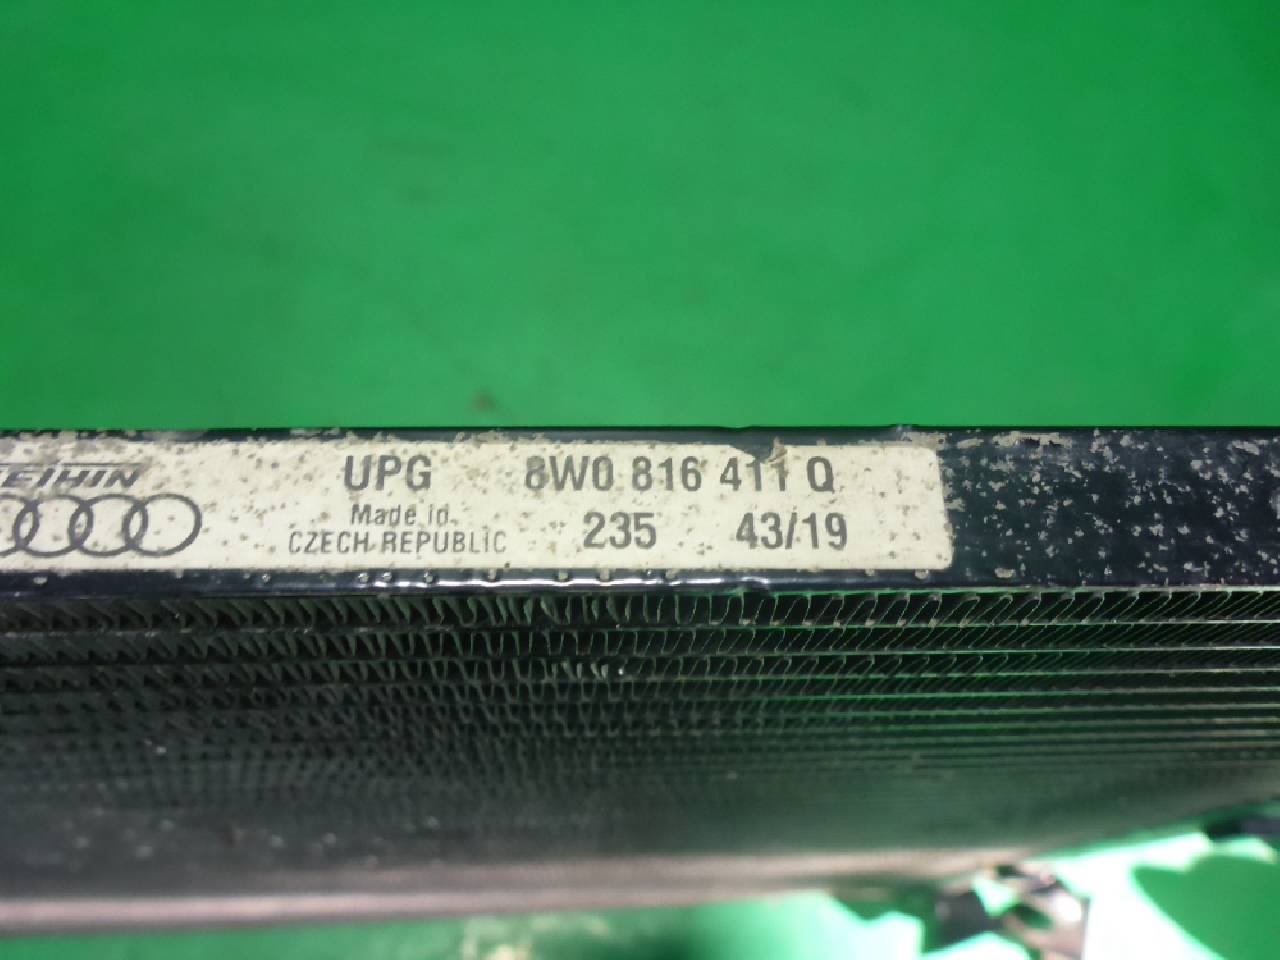 UPG 8W0 816 411 Q
Made in
CZECH REPUBLIC
235 43/19